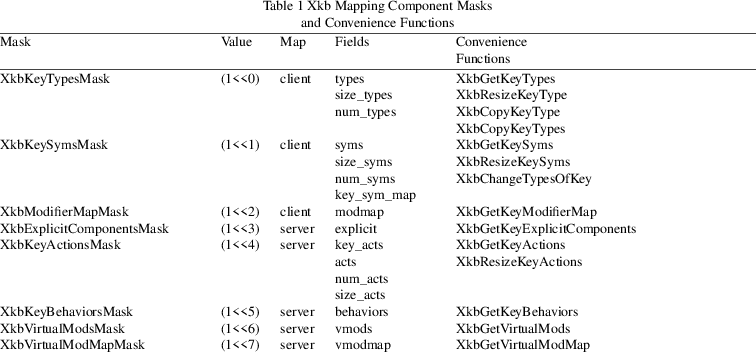 Table 1 Xkb Mapping Component Masks
and Convenience Functions
Mask Value Map Fields Convenience
Functions
XkbKeyTypesMask (1<<0) client types XkbGetKeyTypes
size_types XkbResizeKeyType
num_types XkbCopyKeyType
XkbCopyKeyTypes
XkbKeySymsMask (1<<1) client syms XkbGetKeySyms
size_syms XkbResizeKeySyms
num_syms XkbChangeTypesOfKey
key_sym_map
XkbModifierMapMask (1<<2) client modmap XkbGetKeyModifierMap
XkbExplicitComponentsMask (1<<3) server explicit XkbGetKeyExplicitComponents
XkbKeyActionsMask (1<<4) server key_acts XkbGetKeyActions
acts XkbResizeKeyActions
num_acts
size_acts
XkbKeyBehaviorsMask (1<<5) server behaviors XkbGetKeyBehaviors
XkbVirtualModsMask (1<<6) server vmods XkbGetVirtualMods
XkbVirtualModMapMask (1<<7) server vmodmap XkbGetVirtualModMap